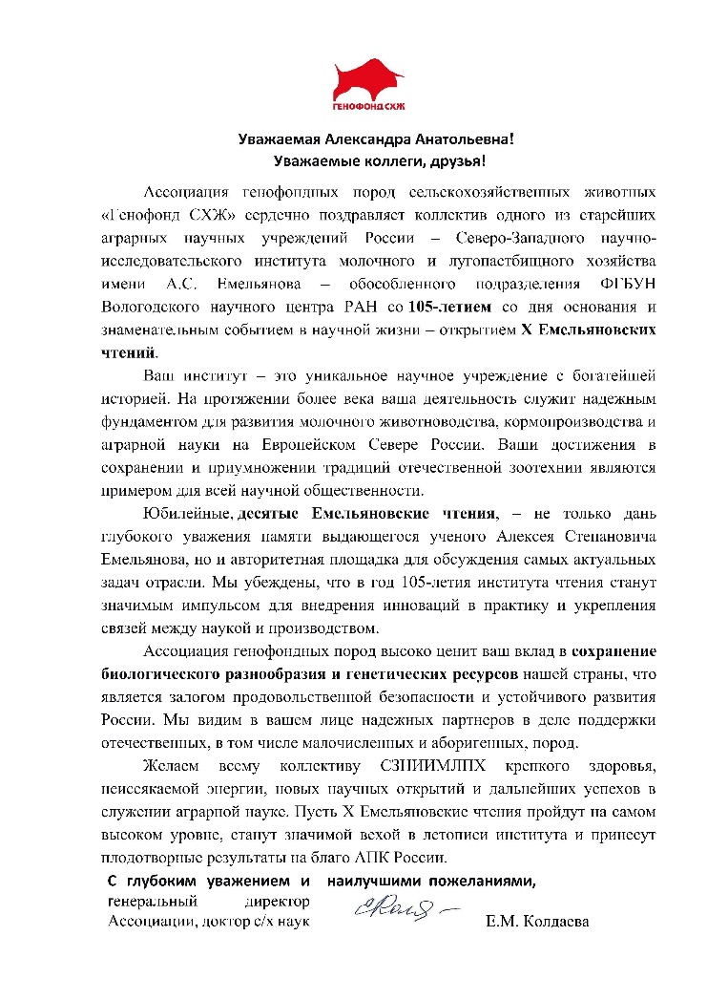 ГЕНОФОНД СХЖ
Уважаемая Александра Анатольевна!
Уважаемые коллеги, друзья!
Ассоциация генофондных пород сельскохозяйственных животных
«Генофонд СХЖ» сердечно поздравляет коллектив одного из старейших
аграрных научных учреждений России – Северо-Западного научно-
исследовательского института молочного и лугопастбищного хозяйства
имени А.С. Емельянова – обособленного подразделения ФГБУН
Вологодского научного центра РАН со 105-летием со дня основания и
знаменательным событием в научной жизни – открытием X Емельяновских
чтений.
Ваш институт – это уникальное научное учреждение с богатейшей
историей. На протяжении более века ваша деятельность служит надежным
фундаментом для развития молочного животноводства, кормопроизводства и
аграрной науки на Европейском Севере России. Ваши достижения в
сохранении и приумножении традиций отечественной зоотехнии являются
примером для всей научной общественности.
Юбилейные, десятые Емельяновские чтения, – не только дань
глубокого уважения памяти выдающегося ученого Алексея Степановича
Емельянова, но и авторитетная площадка для обсуждения самых актуальных
задач отрасли. Мы убеждены, что в год 105-летия института чтения станут
значимым импульсом для внедрения инноваций в практику и укрепления
связей между наукой и производством.
Ассоциация генофондных пород высоко ценит ваш вклад в сохранение
биологического разнообразия и генетических ресурсов нашей страны, что
является залогом продовольственной безопасности и устойчивого развития
России. Мы видим в вашем лице надежных партнеров в деле поддержки
отечественных, в том числе малочисленных и аборигенных, пород.
Желаем всему коллективу СЗНИИМЛПХ крепкого здоровья,
неиссякаемой энергии, новых научных открытий и дальнейших успехов в
служении аграрной науке. Пусть X Емельяновские чтения пройдут на самом
высоком уровне, станут значимой вехой в летописи института и принесут
плодотворные результаты на благо АПК России.
С глубоким уважением и наилучшими пожеланиями,
генеральный директор
Ассоциации, доктор с/х наук Е.М. Колдаева